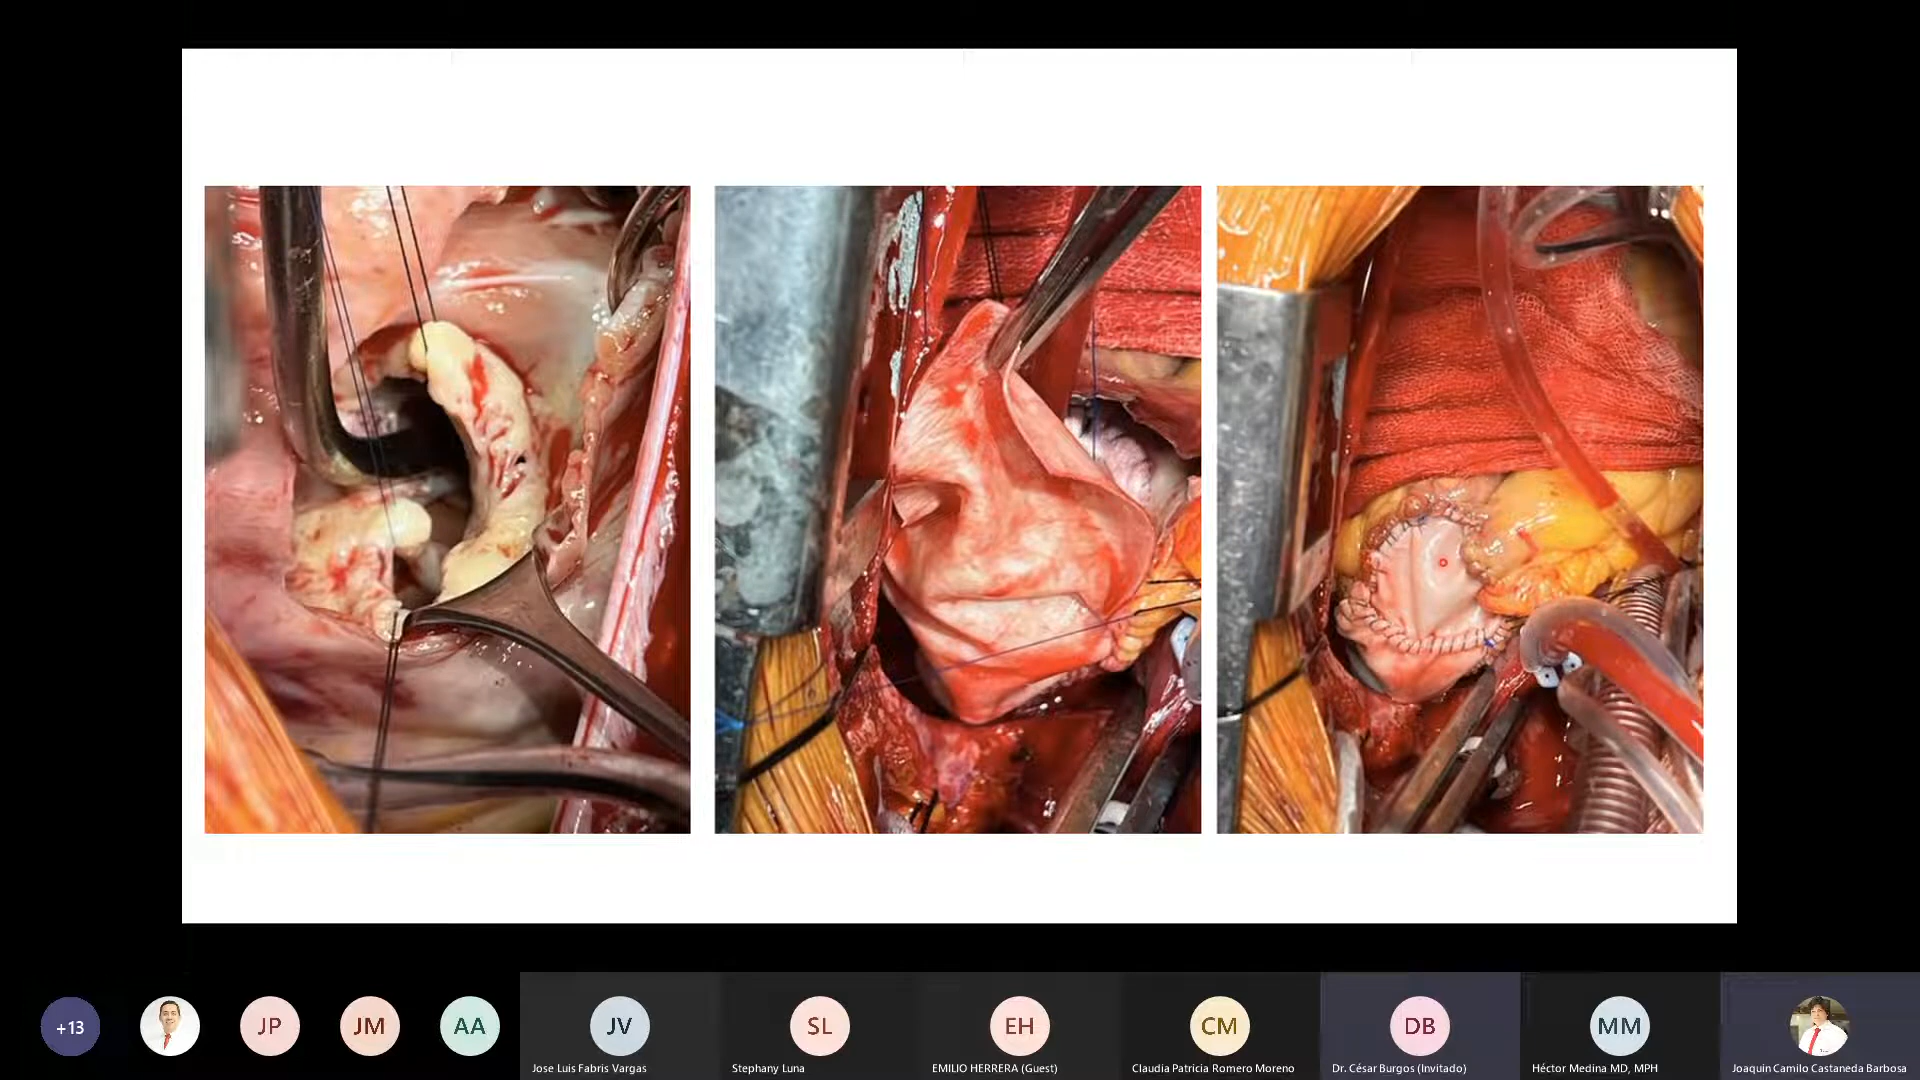 +13
JP
JM
AA
JV
SL
EH
CM
DB
MM
Jose Luis Fabris Vargas
Stephany Luna
EMILIO HERRERA (Guest)
Claudia Patricia Romero Moreno
Dr. César Burgos (Invitado)
Héctor Medina MD, MPH
Joaquin Camilo Castaneda Barbosa